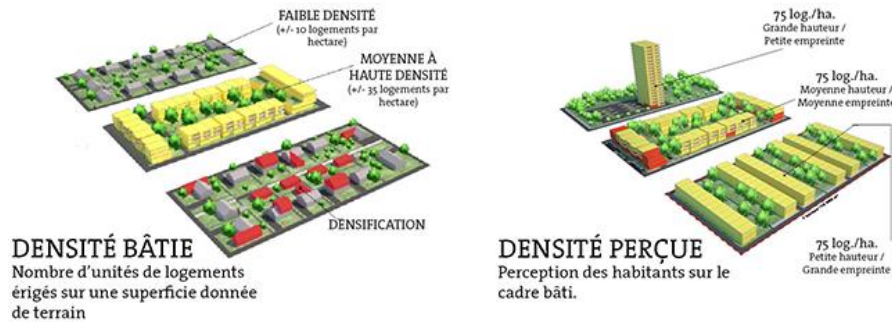 FAIBLE DENSITÉ
(+/- 10 logements par
hectare)
MOYENNE À
HAUTE DENSITÉ
(+/- 35 logements par
hectare)
DENSIFICATION
DENSITÉ BÂTIE
Nombre d'unités de logements
érigés sur une superficie donnée
de terrain
75 log./ha.
Grande hauteur /
Petite empreinte
75 log./ha.
Moyenne hauteur /
Moyenne empreinte
75 log./ha.
Petite hauteur /
Grande empreinte
DENSITÉ PERÇUE
Perception des habitants sur le
cadre bâti.